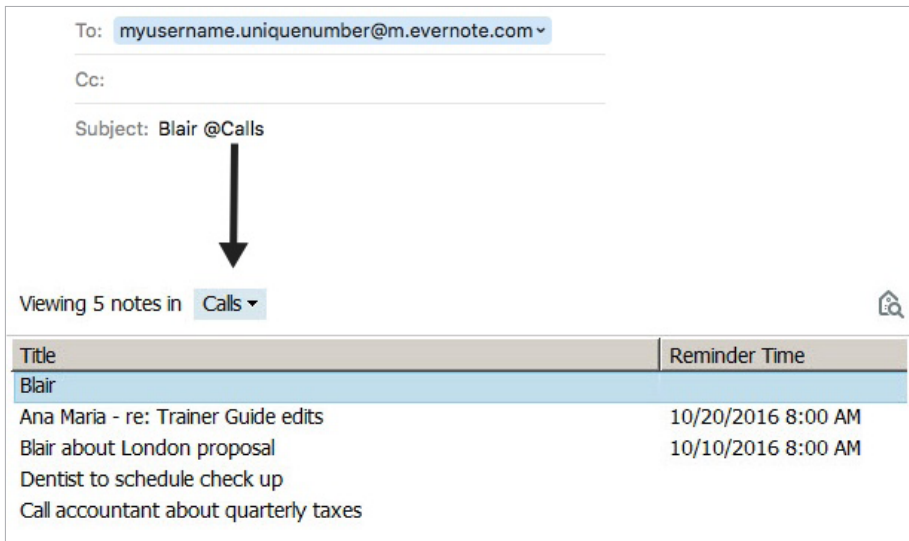 To: myusername.uniquenumber@m.evernote.com
Cc:
Subject: Blair @Calls
Viewing 5 notes in Calls
Title Reminder Time
Blair
Ana Maria - re: Trainer Guide edits 10/20/2016 8:00 AM
Blair about London proposal 10/10/2016 8:00 AM
Dentist to schedule check up
Call accountant about quarterly taxes